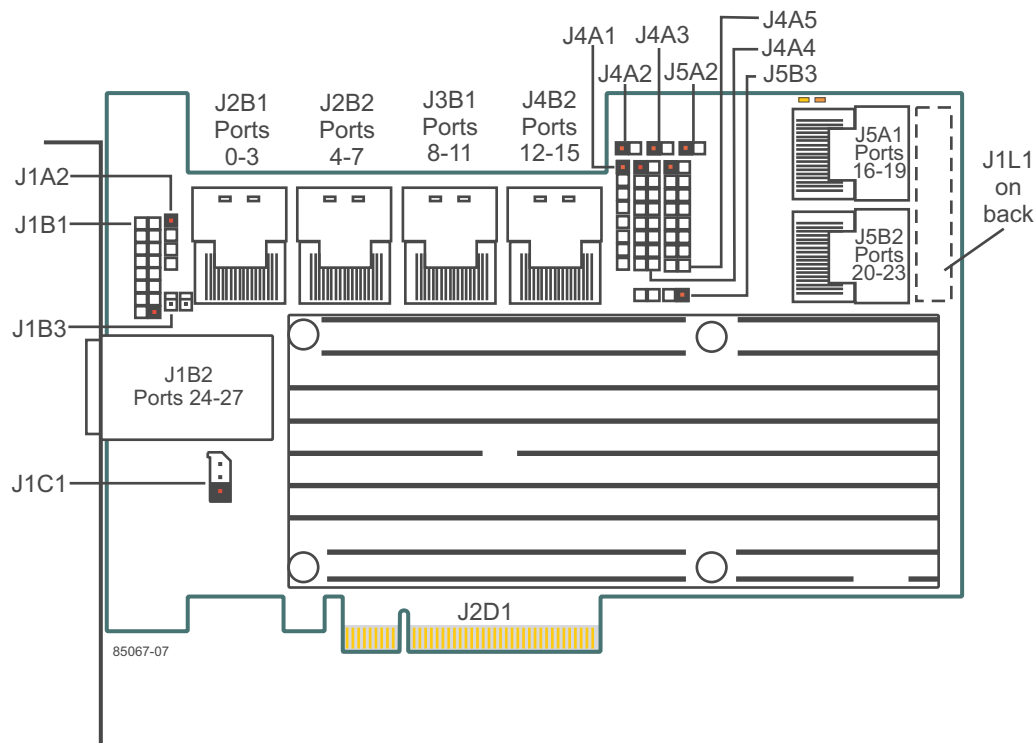 J4A5
J4A1
J4A3
J4A4
J4A2
J5A2
J5B3
J2B1
Ports
0-3
J2B2
Ports
4-7
J3B1
Ports
8-11
J4B2
Ports
12-15
J5A1
Ports
16-19
J1L1
on
back
J1A2
J1B1
J5B2
Ports
20-23
J1B3
J1B2
Ports 24-27
J1C1
J2D1
85067-07